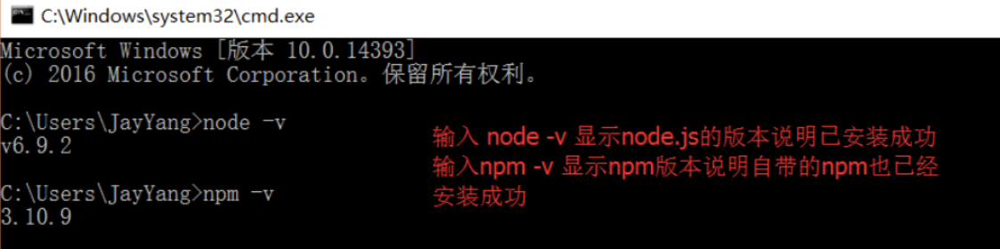 C:\Windows\system32\cmd.exe
Microsoft Windows [版本 10.0.14393]
(c) 2016 Microsoft Corporation。保留所有权利。
C:\Users\JayYang>node -v
v6.9.2
C:\Users\JayYang>npm -v
3.10.9
输入 node -v 显示node.js的版本说明已安装成功
输入npm -v 显示npm版本说明自带的npm也已经
安装成功